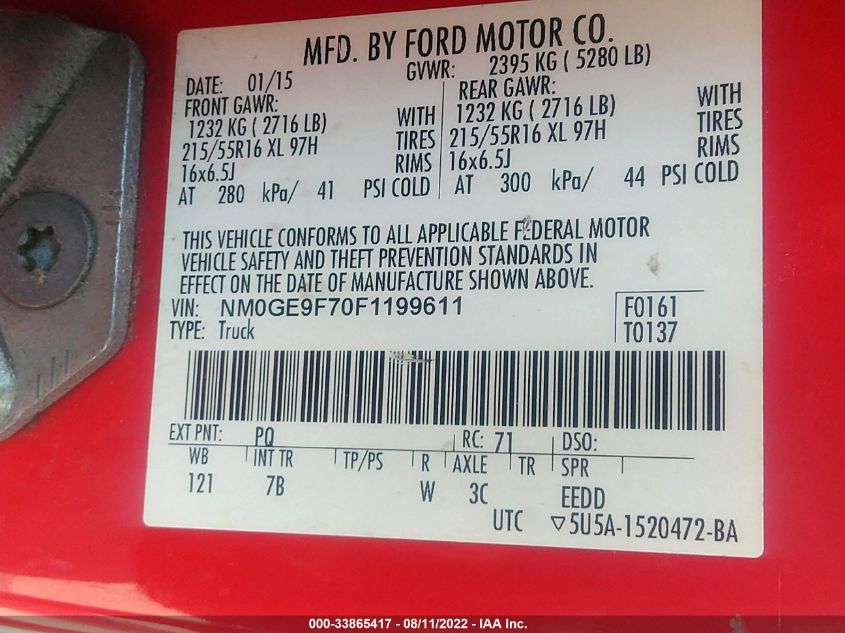 MFD. BY FORD MOTOR CO.
DATE: 01/15 GVWR: 2395 KG ( 5280 LB)
FRONT GAWR: REAR GAWR:
1232 KG ( 2716 LB) WITH 1232 KG ( 2716 LB) WITH
215/55R16 XL 97H TIRES 215/55R16 XL 97H TIRES
16x6.5J RIMS 16x6.5J RIMS
AT 280 kPa/ 41 PSI COLD AT 300 kPa/ 44 PSI COLD
THIS VEHICLE CONFORMS TO ALL APPLICABLE FEDERAL MOTOR
VEHICLE SAFETY AND THEFT PREVENTION STANDARDS IN
EFFECT ON THE DATE OF MANUFACTURE SHOWN ABOVE.
VIN: NM0GE9F70F1199611 F0161
TYPE: Truck T0137
EXT PNT: PQ RC: 71 DSO:
WB INT TR TP/PS R AXLE TR SPR
121 7B W 3C EEDD
UTC ▽5U5A-1520472-BA
000-33865417 - 08/11/2022 - IAA Inc.